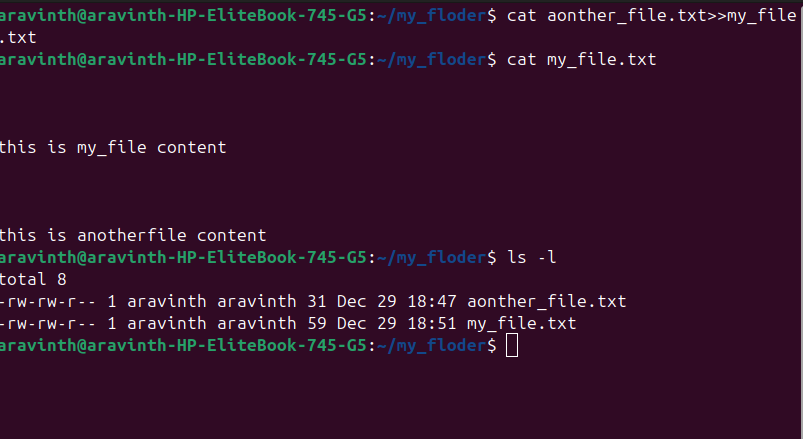 aravinth@aravinth-HP-EliteBook-745-G5:~/my_floder$ cat aonther_file.txt>>my_file
.txt
aravinth@aravinth-HP-EliteBook-745-G5:~/my_floder$ cat my_file.txt
this is my_file content
this is anotherfile content
aravinth@aravinth-HP-EliteBook-745-G5:~/my_floder$ ls -l
total 8
-rw-rw-r-- 1 aravinth aravinth 31 Dec 29 18:47 aonther_file.txt
-rw-rw-r-- 1 aravinth aravinth 59 Dec 29 18:51 my_file.txt
aravinth@aravinth-HP-EliteBook-745-G5:~/my_floder$